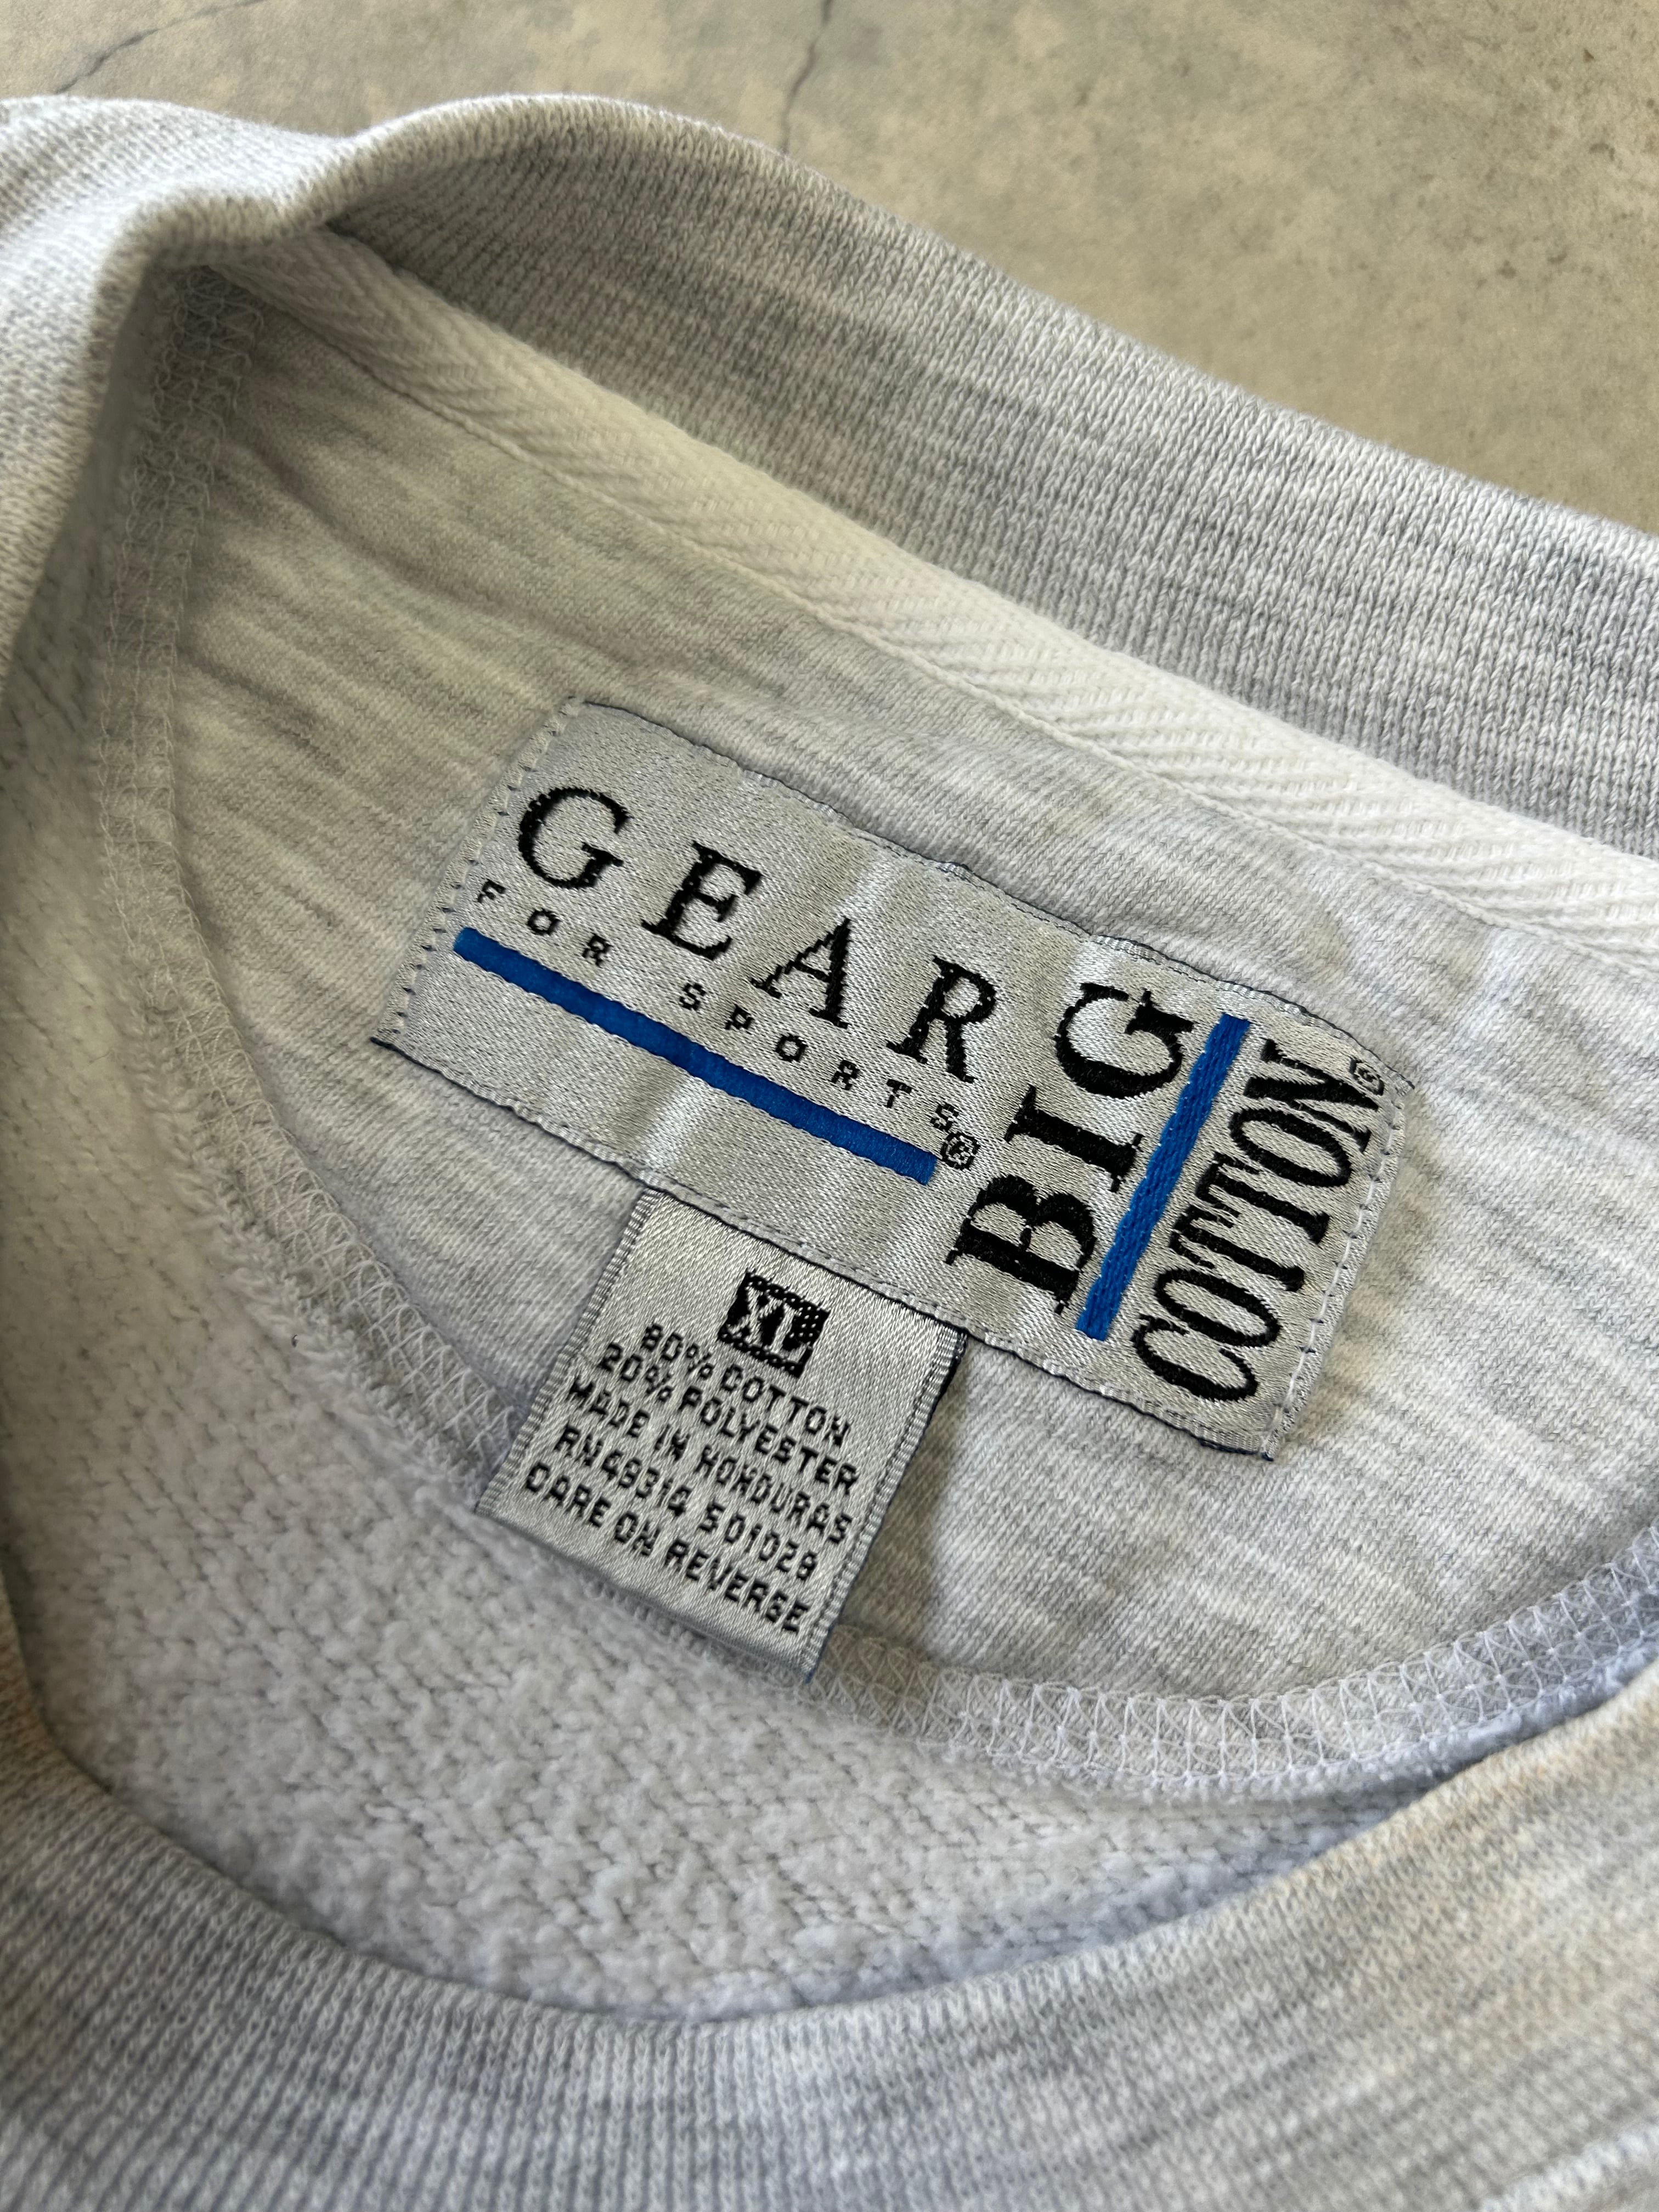 GEAR
FOR SPORTS®
BIG
COTTON®
XL
80% COTTON
20% POLYESTER
MADE IN HONDURAS
RN48314 501028
CARE ON REVERSE